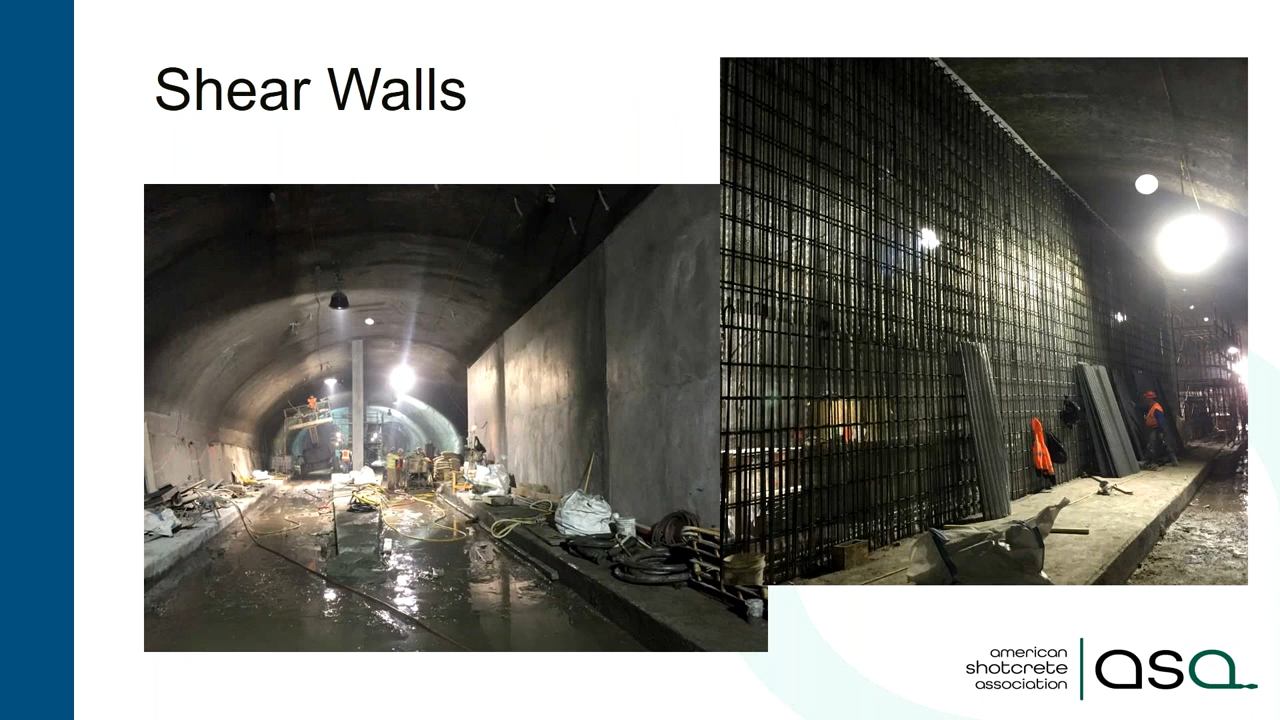 Shear Walls
american
shotcrete
association
asa